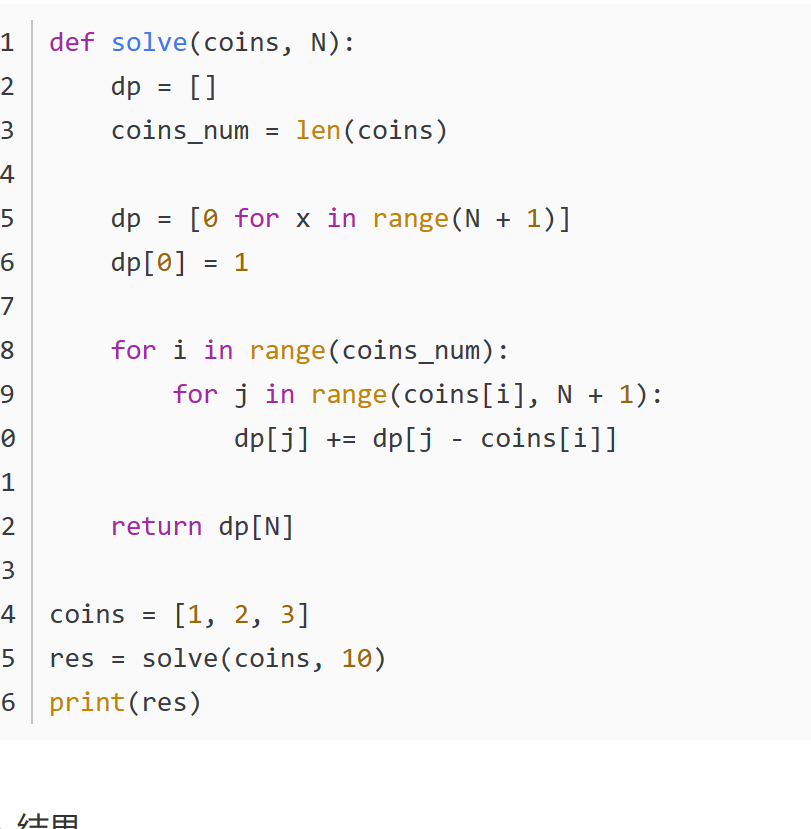 1 def solve(coins, N):
2     dp = []
3     coins_num = len(coins)
4
5     dp = [0 for x in range(N + 1)]
6     dp[0] = 1
7
8     for i in range(coins_num):
9         for j in range(coins[i], N + 1):
0             dp[j] += dp[j - coins[i]]
1
2     return dp[N]
3
4 coins = [1, 2, 3]
5 res = solve(coins, 10)
6 print(res)
结果